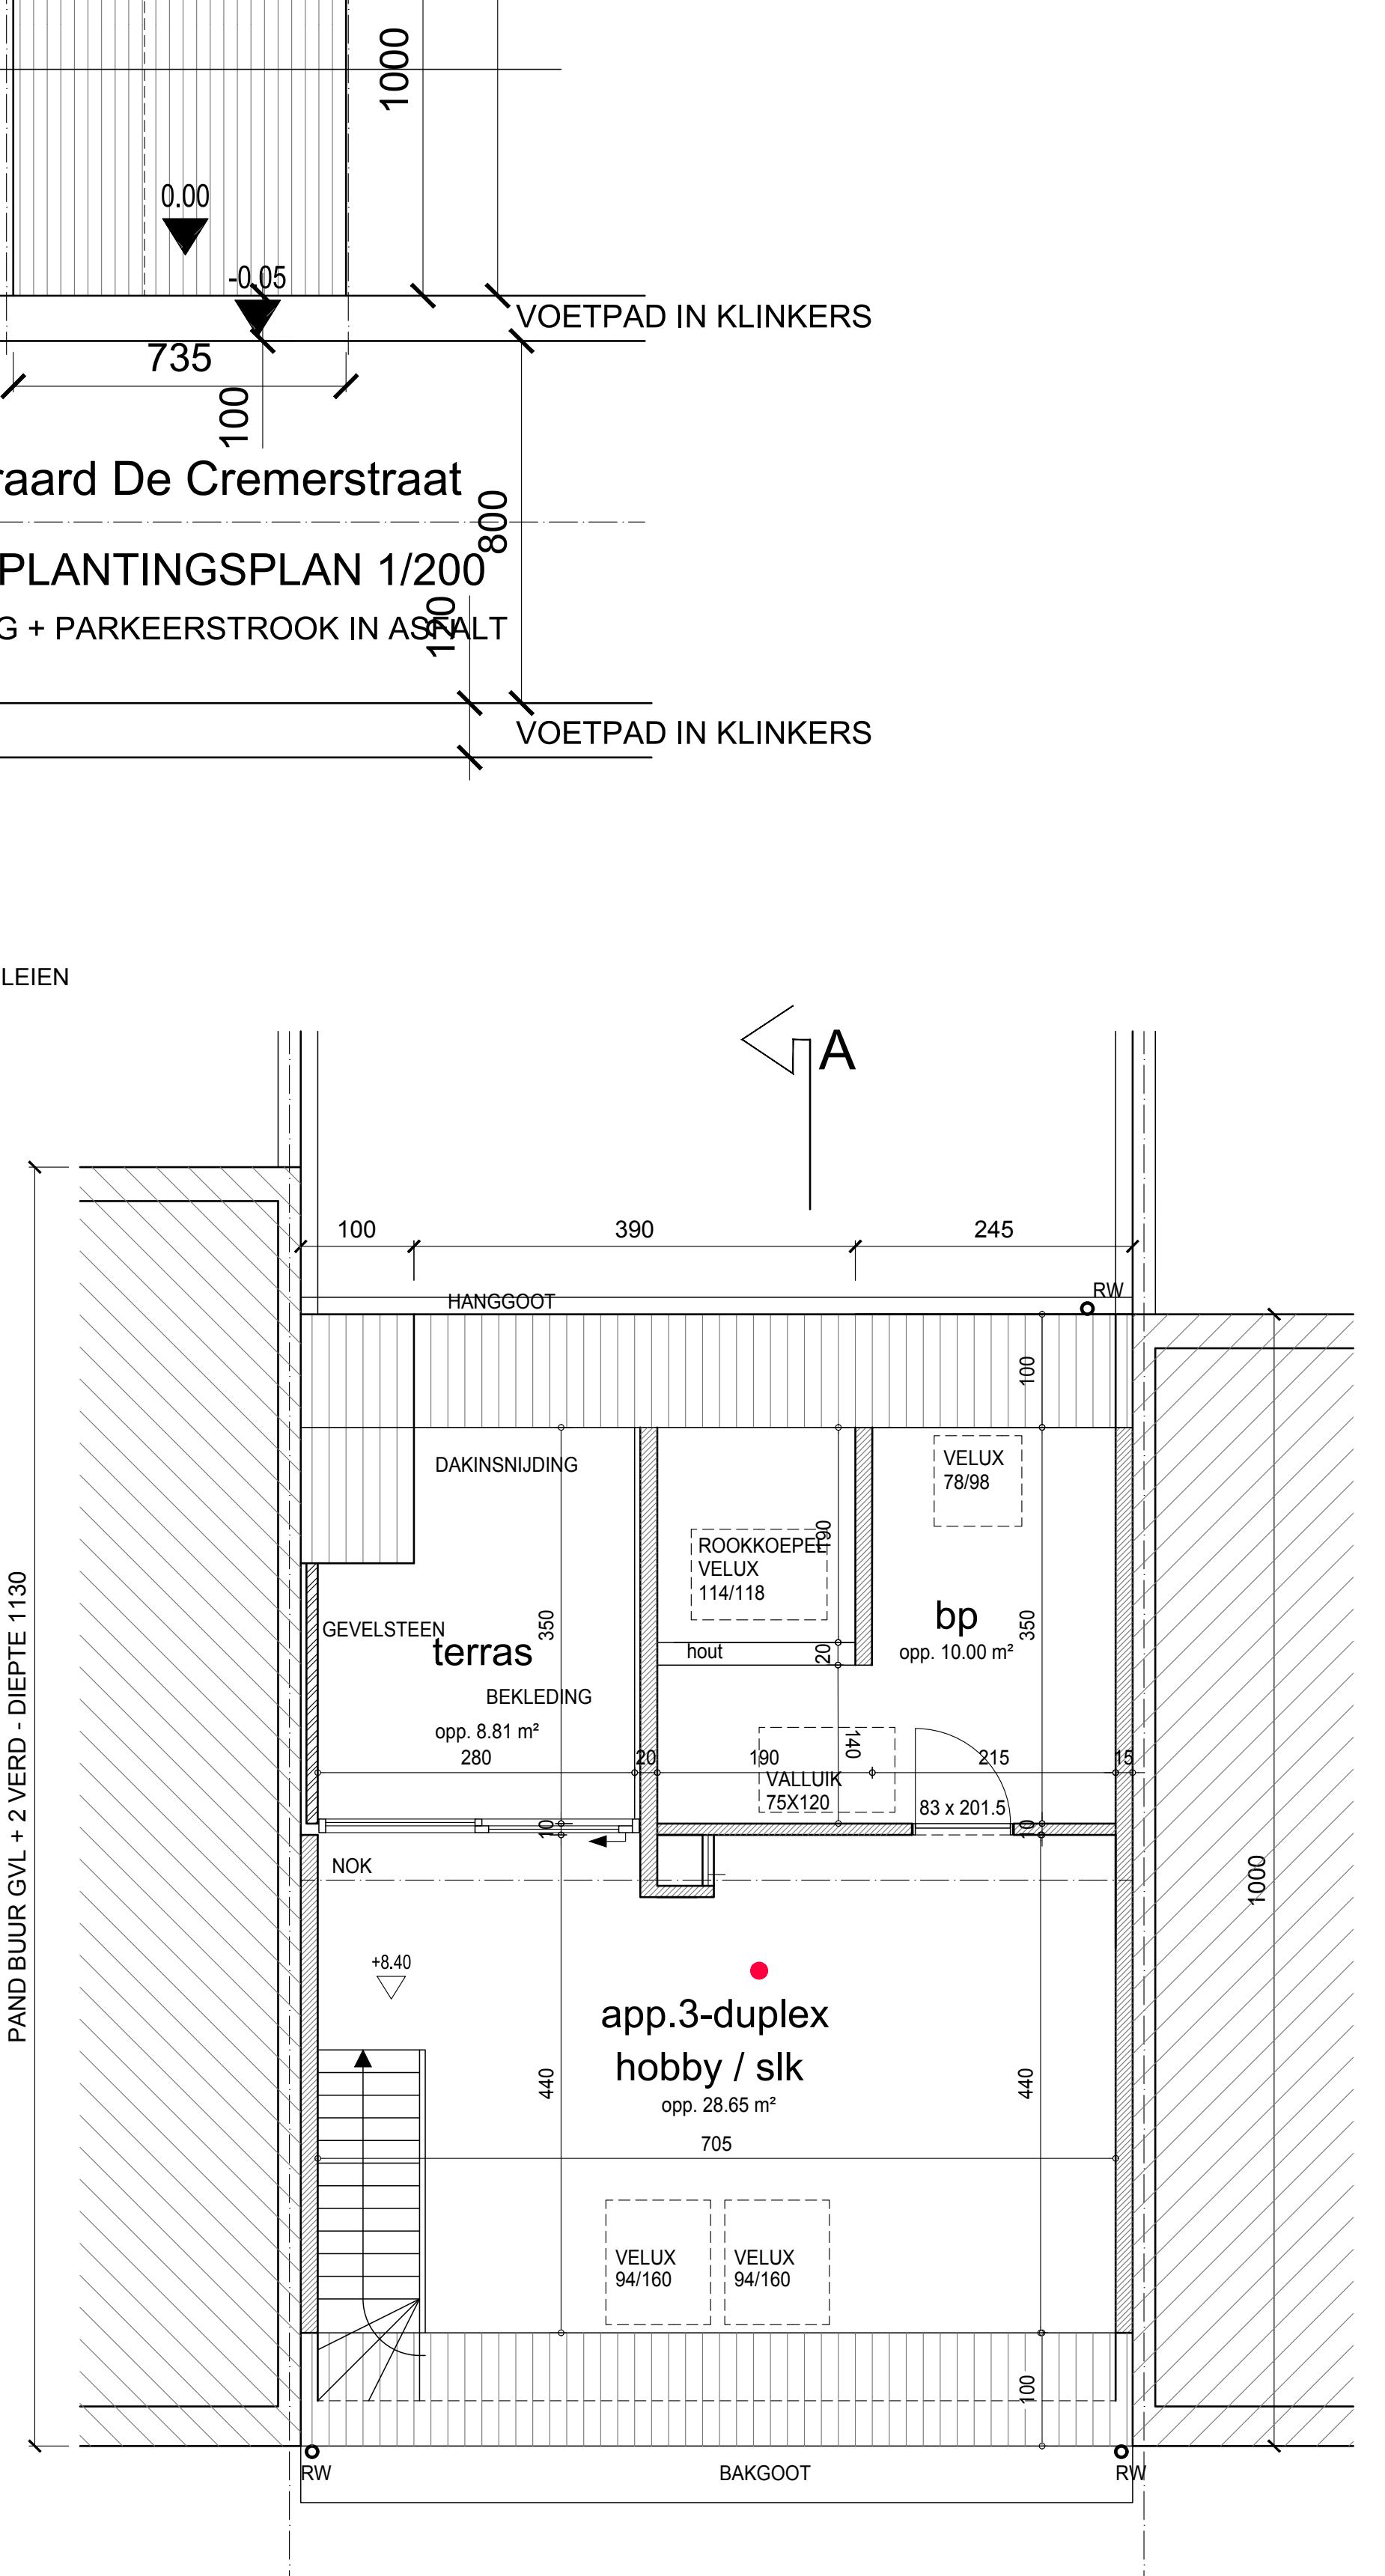 1000
0.00
-0.05
VOETPAD IN KLINKERS
735
100
raard De Cremerstraat
800
PLANTINGSPLAN 1/200
120
G + PARKEERSTROOK IN ASFALT
VOETPAD IN KLINKERS
LEIEN
A
100
390
245
HANGGOOT
RW
100
DAKINSNIJDING
VELUX
78/98
190
ROOKKOEPEL
VELUX
114/118
GEVELSTEEN
terras
350
hout
20
bp
opp. 10.00 m²
350
BEKLEDING
opp. 8.81 m²
280
20
190
140
215
15
VALLUIK
75X120
83 x 201.5
10
10
NOK
PAND BUUR GVL + 2 VERD - DIEPTE 1130
1000
+8.40
app.3-duplex
hobby / slk
opp. 28.65 m²
440
440
705
VELUX
94/160
VELUX
94/160
100
RW
BAKGOOT
RW